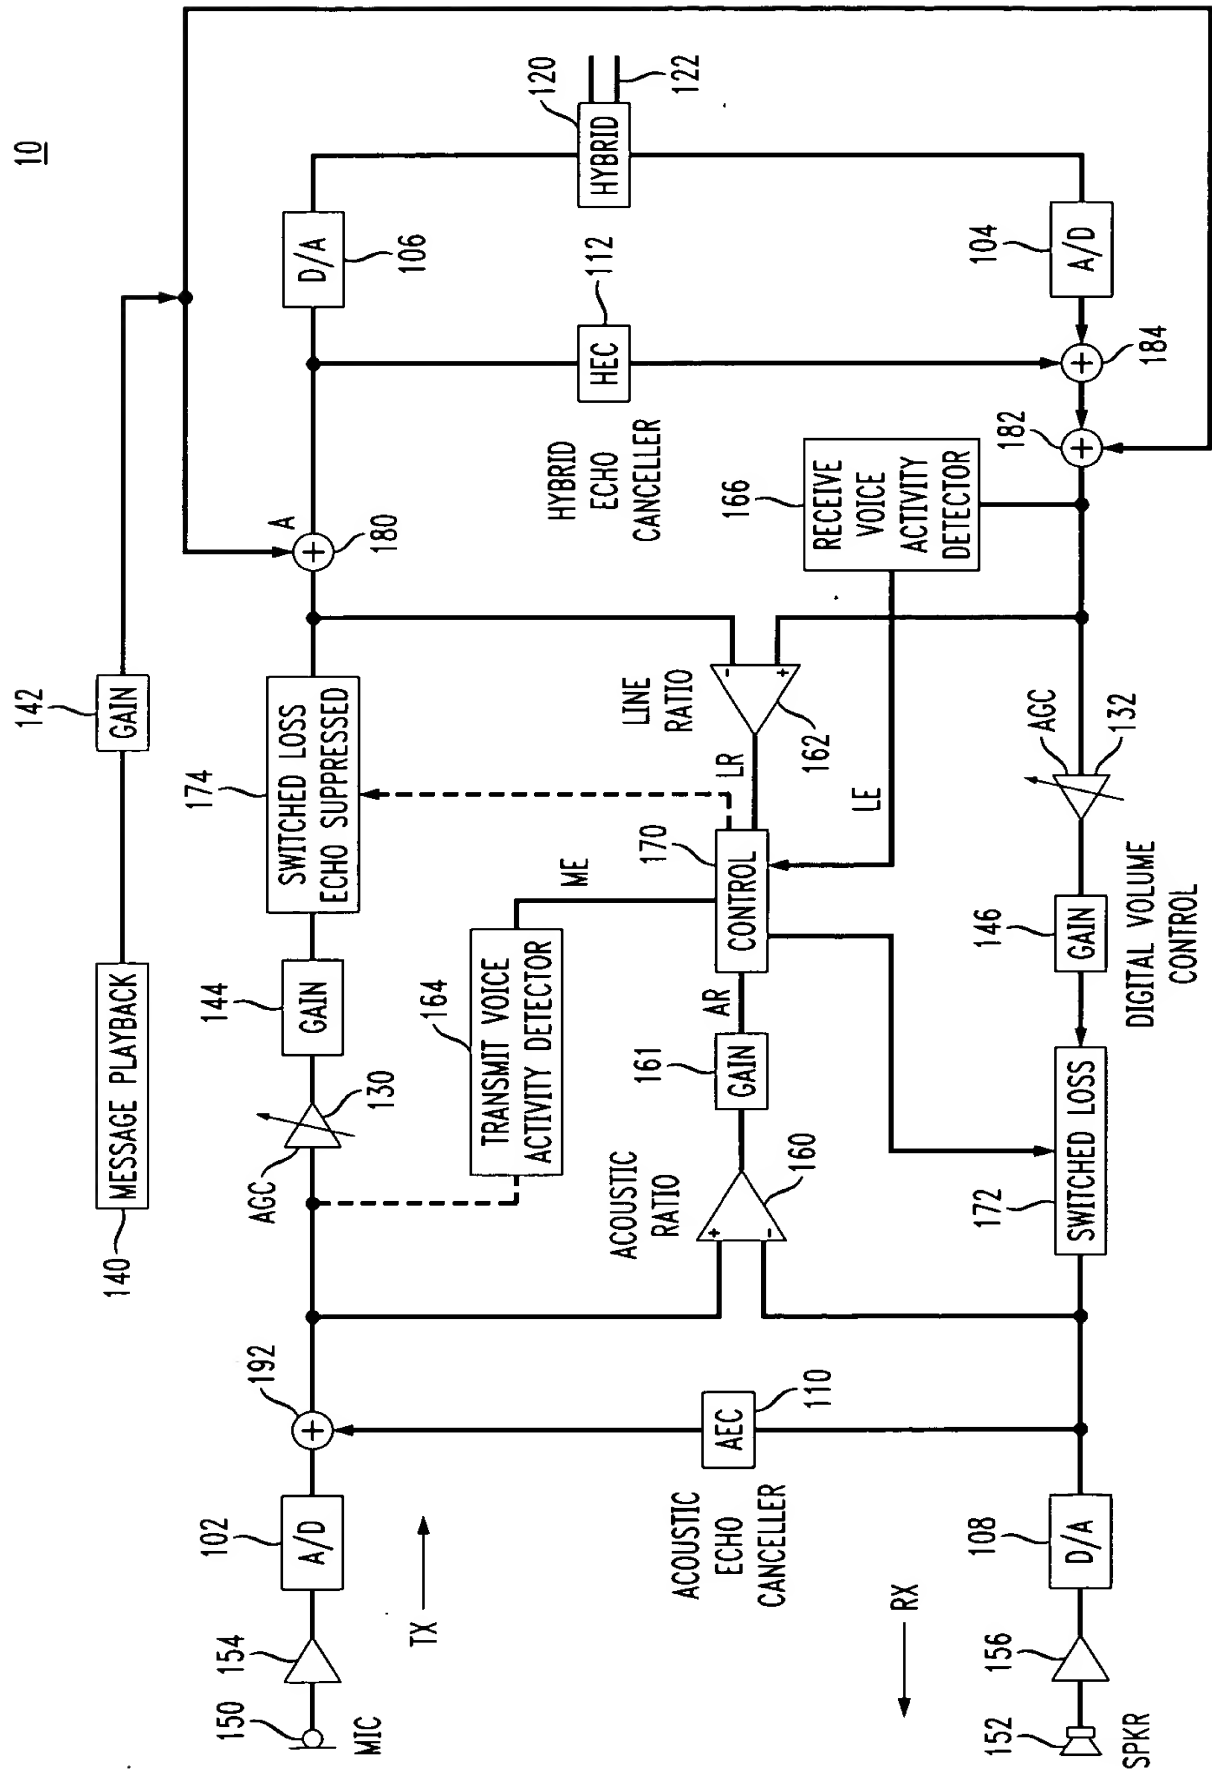 10
140
MESSAGE PLAYBACK
142
GAIN
150
MIC
154
102
A/D
TX
192
+
AGC
130
144
GAIN
174
SWITCHED LOSS
ECHO SUPPRESSED
A
+
180
D/A
106
164
TRANSMIT VOICE
ACTIVITY DETECTOR
ME
ACOUSTIC
ECHO
CANCELLER
AEC
110
ACOUSTIC
RATIO
+
-
160
161
GAIN
AR
170
CONTROL
LR
LINE
RATIO
-
+
162
LE
166
RECEIVE
VOICE
ACTIVITY
DETECTOR
HYBRID
ECHO
CANCELLER
HEC
112
HYBRID
120
122
RX
152
SPKR
156
108
D/A
172
SWITCHED LOSS
146
GAIN
DIGITAL VOLUME
CONTROL
AGC
132
182
+
+
184
104
A/D